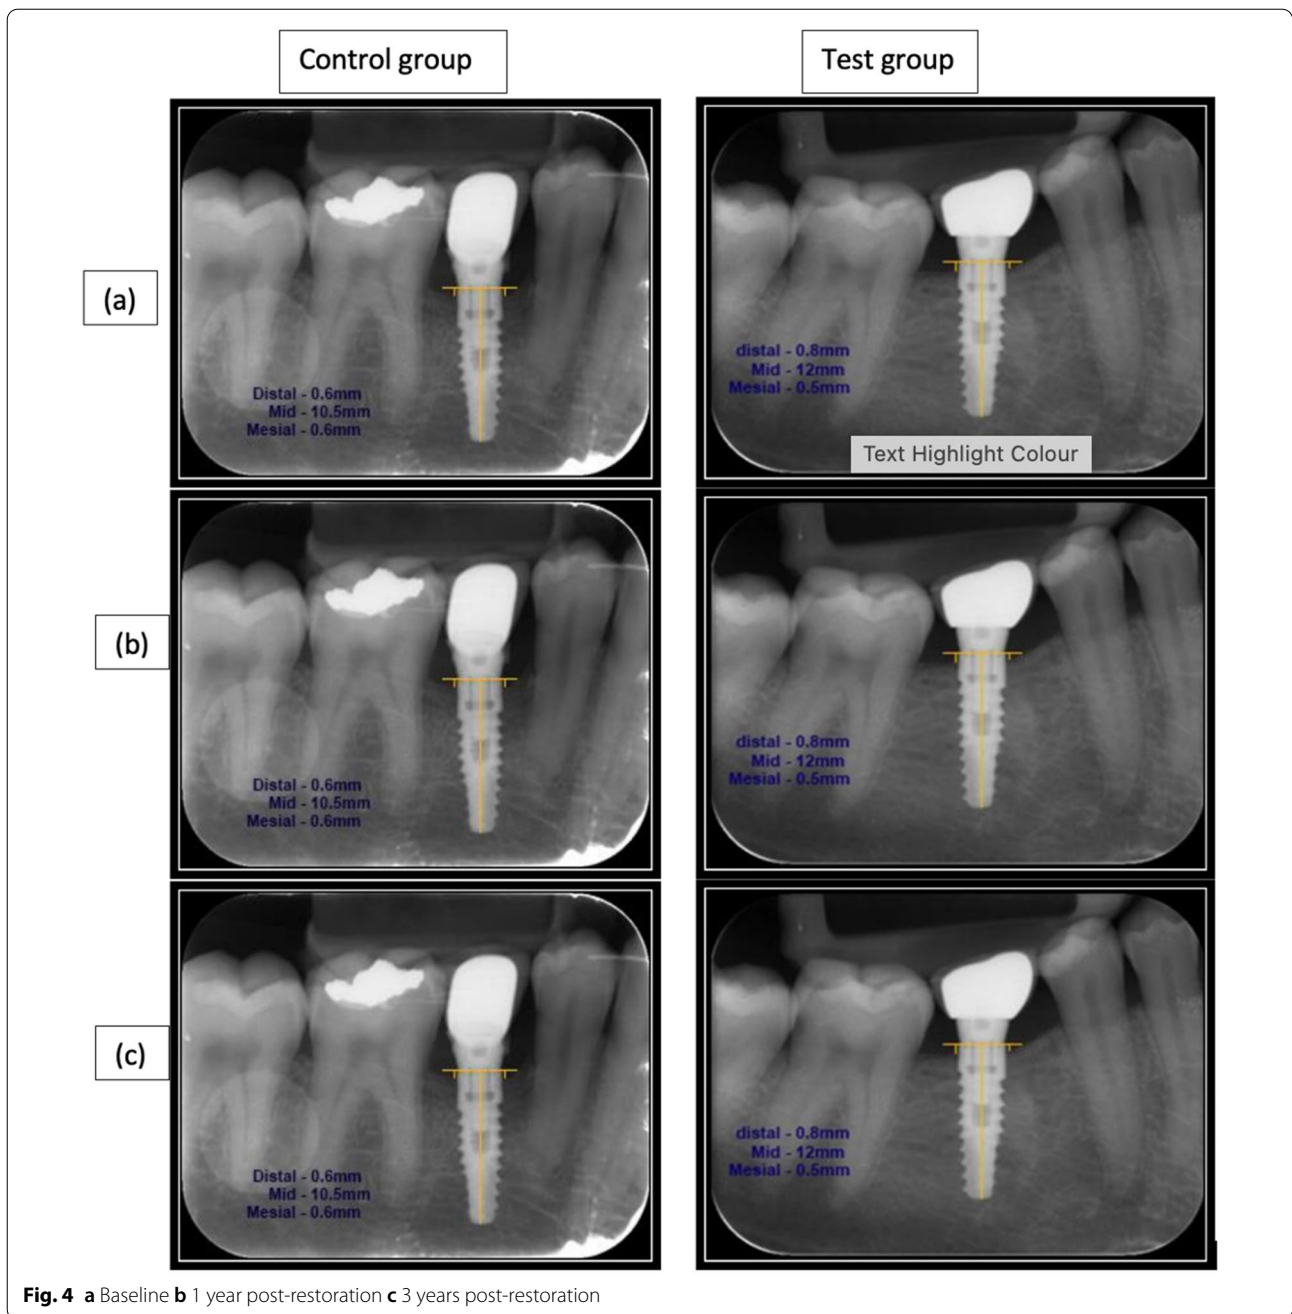 Control group
Test group
(a)
Distal - 0.6mm
Mid - 10.5mm
Mesial - 0.6mm
distal - 0.8mm
Mid - 12mm
Mesial - 0.5mm
Text Highlight Colour
(b)
Distal - 0.6mm
Mid - 10.5mm
Mesial - 0.6mm
distal - 0.8mm
Mid - 12mm
Mesial - 0.5mm
(c)
Distal - 0.6mm
Mid - 10.5mm
Mesial - 0.6mm
distal - 0.8mm
Mid - 12mm
Mesial - 0.5mm
Fig. 4 a Baseline b 1 year post-restoration c 3 years post-restoration